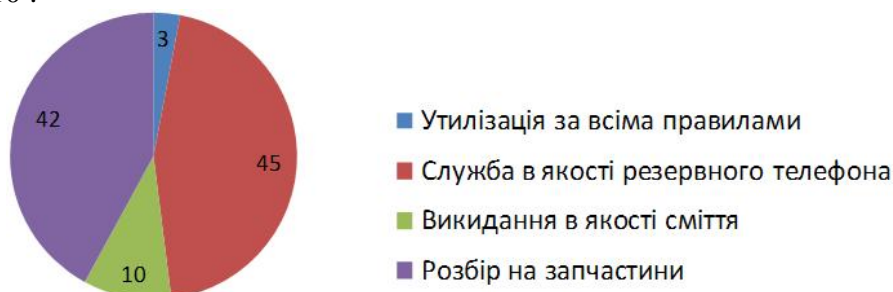 3
42
45
10
Утилізація за всіма правилами
Служба в якості резервного телефона
Викидання в якості сміття
Розбір на запчастини